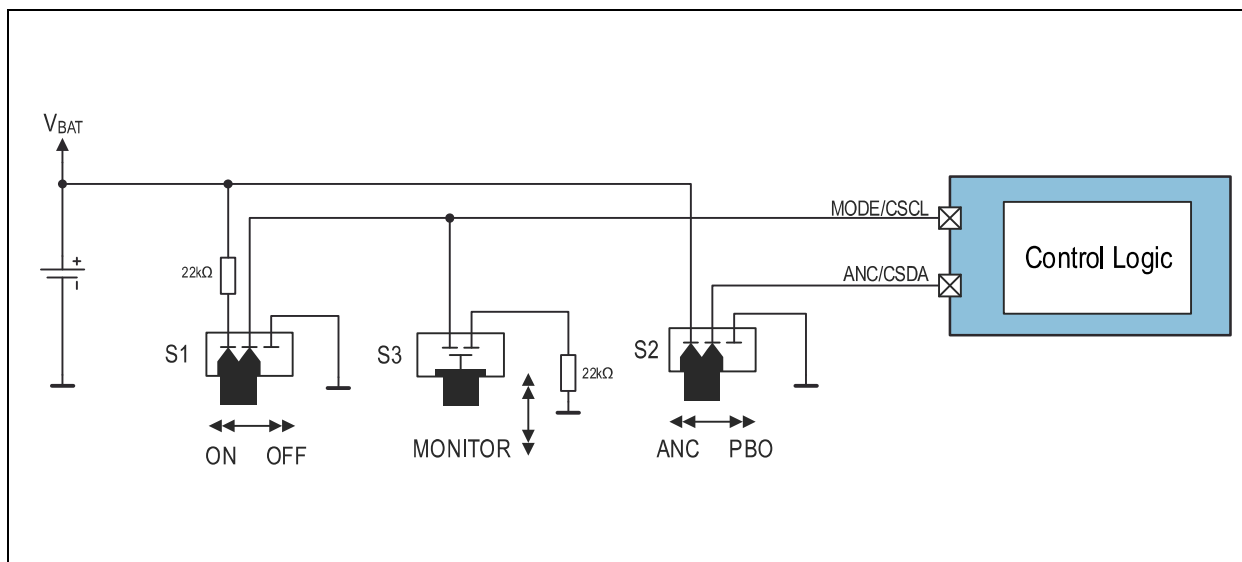 VBAT
MODE/CSCL
Control Logic
+
22kΩ
ANC/CSDA
S1
S3
S2
22kΩ
ON OFF
MONITOR
ANC PBO